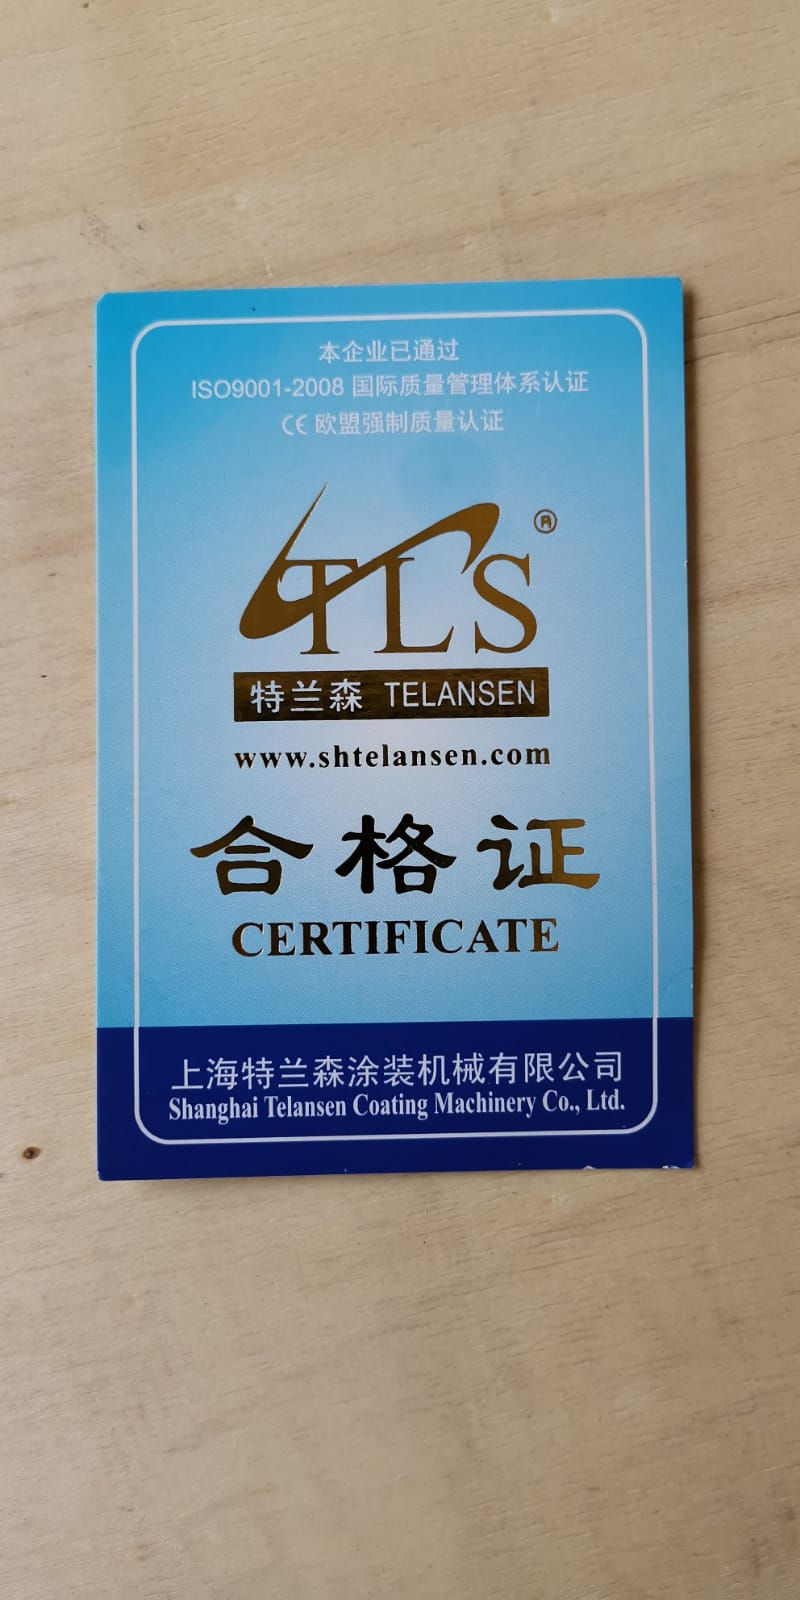 本企业已通过
ISO9001-2008 国际质量管理体系认证
CE 欧盟强制质量认证
TLS®
特兰森 TELANSEN
www.shtelansen.com
合格证
CERTIFICATE
上海特兰森涂装机械有限公司
Shanghai Telansen Coating Machinery Co., Ltd.